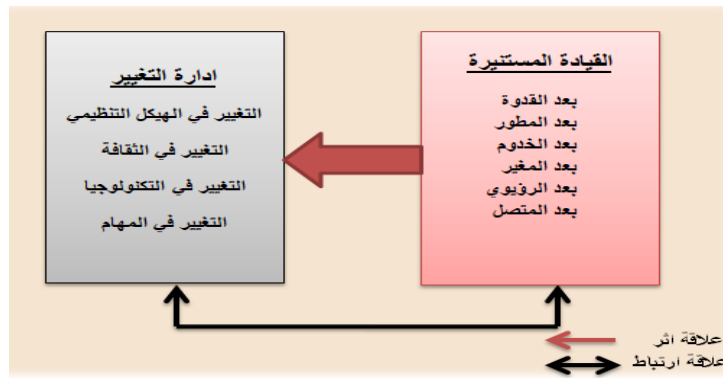 القيادة المستنيرة
بعد القدوة
بعد المطور
بعد الخدوم
بعد المغير
بعد الرؤيوي
بعد المتصل
ادارة التغيير
التغيير في الهيكل التنظيمي
التغيير في الثقافة
التغيير في التكنولوجيا
التغيير في المهام
علاقة اثر
علاقة ارتباط